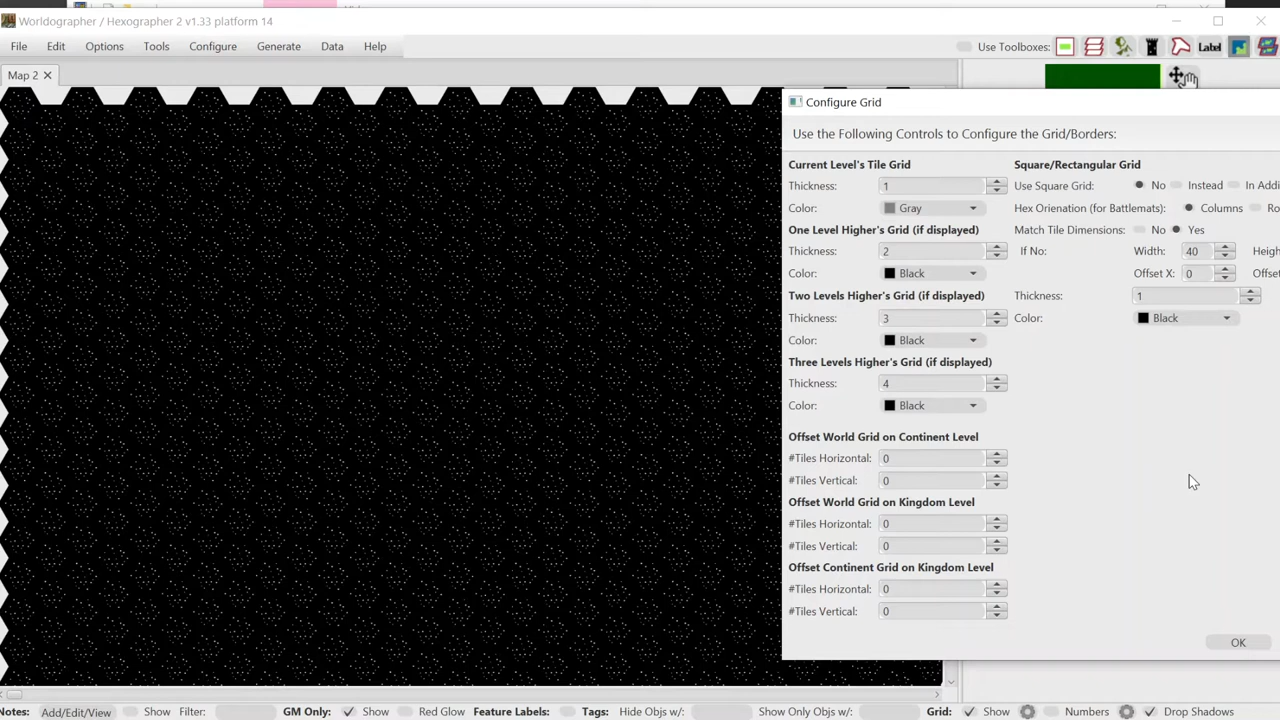 Worldographer / Hexographer 2 v1.33 platform 14
File Edit Options Tools Configure Generate Data Help Use Toolboxes: Label
Map 2
Configure Grid
Use the Following Controls to Configure the Grid/Borders:
Current Level's Tile Grid Square/Rectangular Grid
Thickness: 1 Use Square Grid: No Instead In Addi
Color: Gray Hex Orienation (for Battlemats): Columns Ro
One Level Higher's Grid (if displayed) Match Tile Dimensions: No Yes
Thickness: 2 If No: Width: 40 Heigh
Color: Black Offset X: 0 Offset
Two Levels Higher's Grid (if displayed) Thickness: 1
Thickness: 3 Color: Black
Color: Black
Three Levels Higher's Grid (if displayed)
Thickness: 4
Color: Black
Offset World Grid on Continent Level
#Tiles Horizontal: 0
#Tiles Vertical: 0
Offset World Grid on Kingdom Level
#Tiles Horizontal: 0
#Tiles Vertical: 0
Offset Continent Grid on Kingdom Level
#Tiles Horizontal: 0
#Tiles Vertical: 0
OK
Notes: Add/Edit/View Show Filter: GM Only: Show Red Glow Feature Labels: Tags: Hide Objs w/: Show Only Objs w/: Grid: Show Numbers Drop Shadows